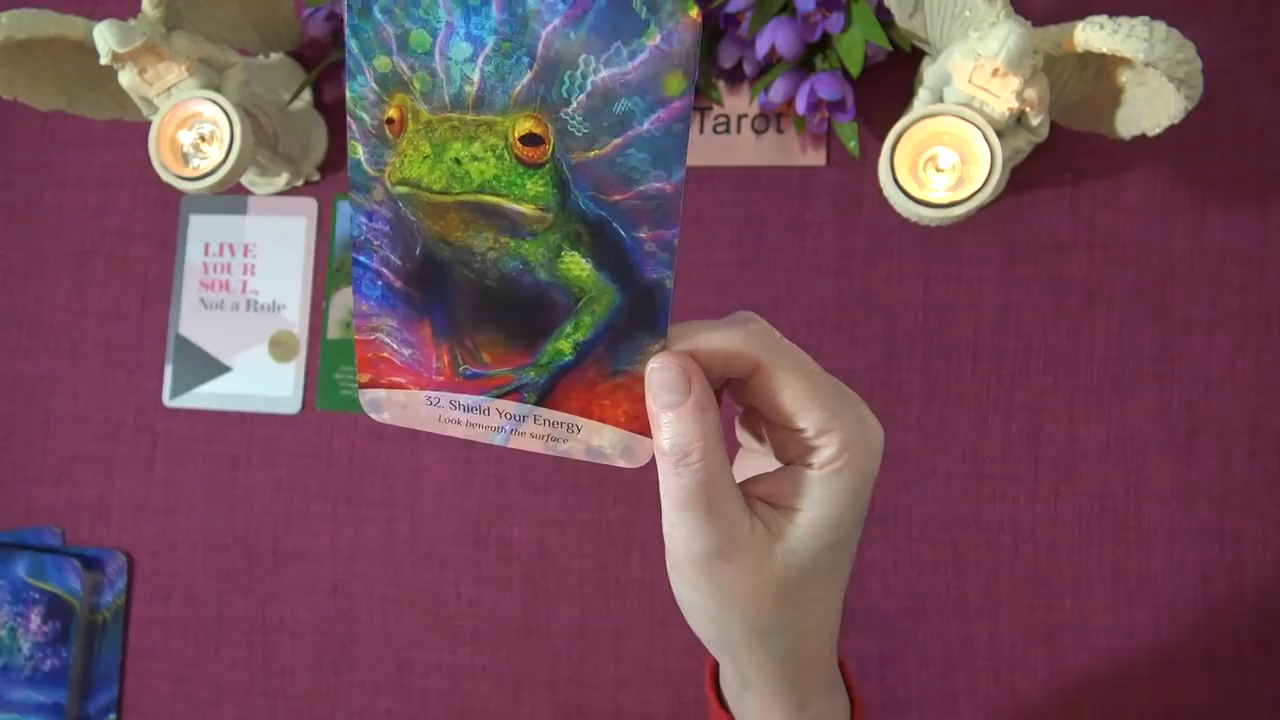 Tarot
LIVE
YOUR
SOUL,
Not a Role
32. Shield Your Energy
Look beneath the surface